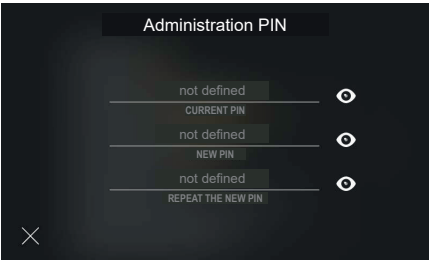 Administration PIN
not defined
CURRENT PIN
not defined
NEW PIN
not defined
REPEAT THE NEW PIN